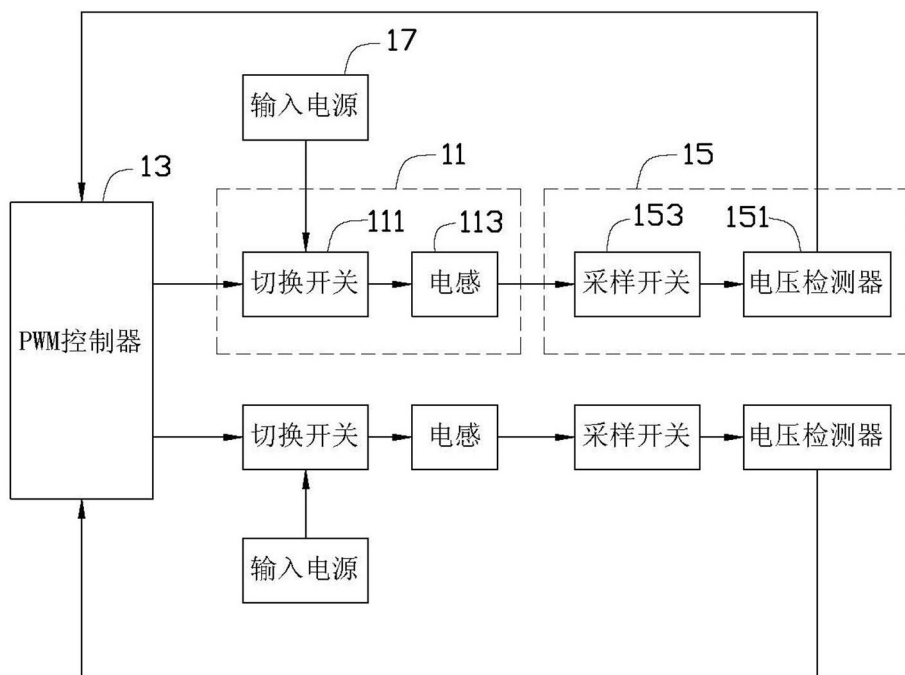 17
输入电源
13
11
15
111
113
153
151
切换开关
电感
采样开关
电压检测器
PWM控制器
切换开关
电感
采样开关
电压检测器
输入电源